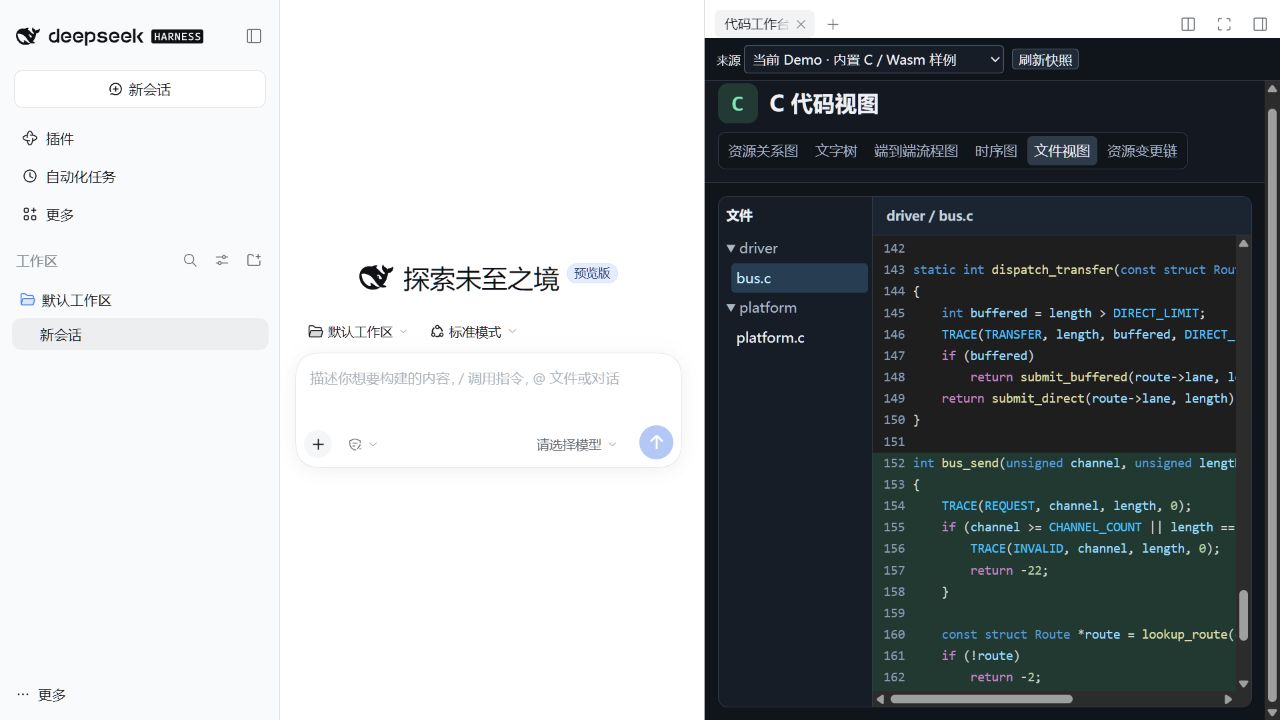 deepseek HARNESS
新会话
插件
自动化任务
更多
工作区
默认工作区
新会话
更多
探索未至之境 预览版
默认工作区 标准模式
描述你想要构建的内容, / 调用指令, @ 文件或对话
请选择模型
代码工作台
来源 当前 Demo · 内置 C / Wasm 样例 刷新快照
C C 代码视图
资源关系图 文字树 端到端流程图 时序图 文件视图 资源变更链
文件
driver
bus.c
platform
platform.c
driver / bus.c
142
143 static int dispatch_transfer(const struct Rou
144 {
145 int buffered = length > DIRECT_LIMIT;
146 TRACE(TRANSFER, length, buffered, DIRECT_
147 if (buffered)
148 return submit_buffered(route->lane, l
149 return submit_direct(route->lane, length)
150 }
151
152 int bus_send(unsigned channel, unsigned lengt
153 {
154 TRACE(REQUEST, channel, length, 0);
155 if (channel >= CHANNEL_COUNT || length ==
156 TRACE(INVALID, channel, length, 0);
157 return -22;
158 }
159
160 const struct Route *route = lookup_route(
161 if (!route)
162 return -2;